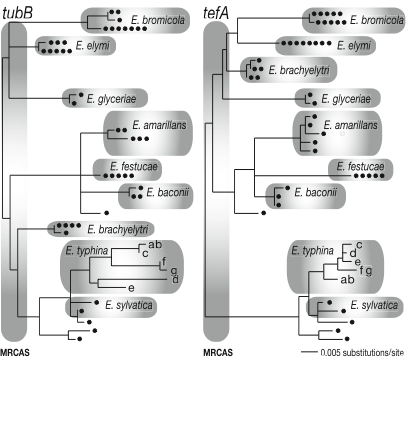 tubB
E. bromicola
E. elymi
E. glyceriae
E. amarillans
E. festucae
E. baconii
E. brachyelytri
E. typhina
ab
c
f
g
d
e
E. sylvatica
MRCAS
tefA
E. bromicola
E. elymi
E. brachyelytri
E. glyceriae
E. amarillans
E. festucae
E. baconii
E. typhina
c
d
e
f g
ab
E. sylvatica
MRCAS
0.005 substitutions/site